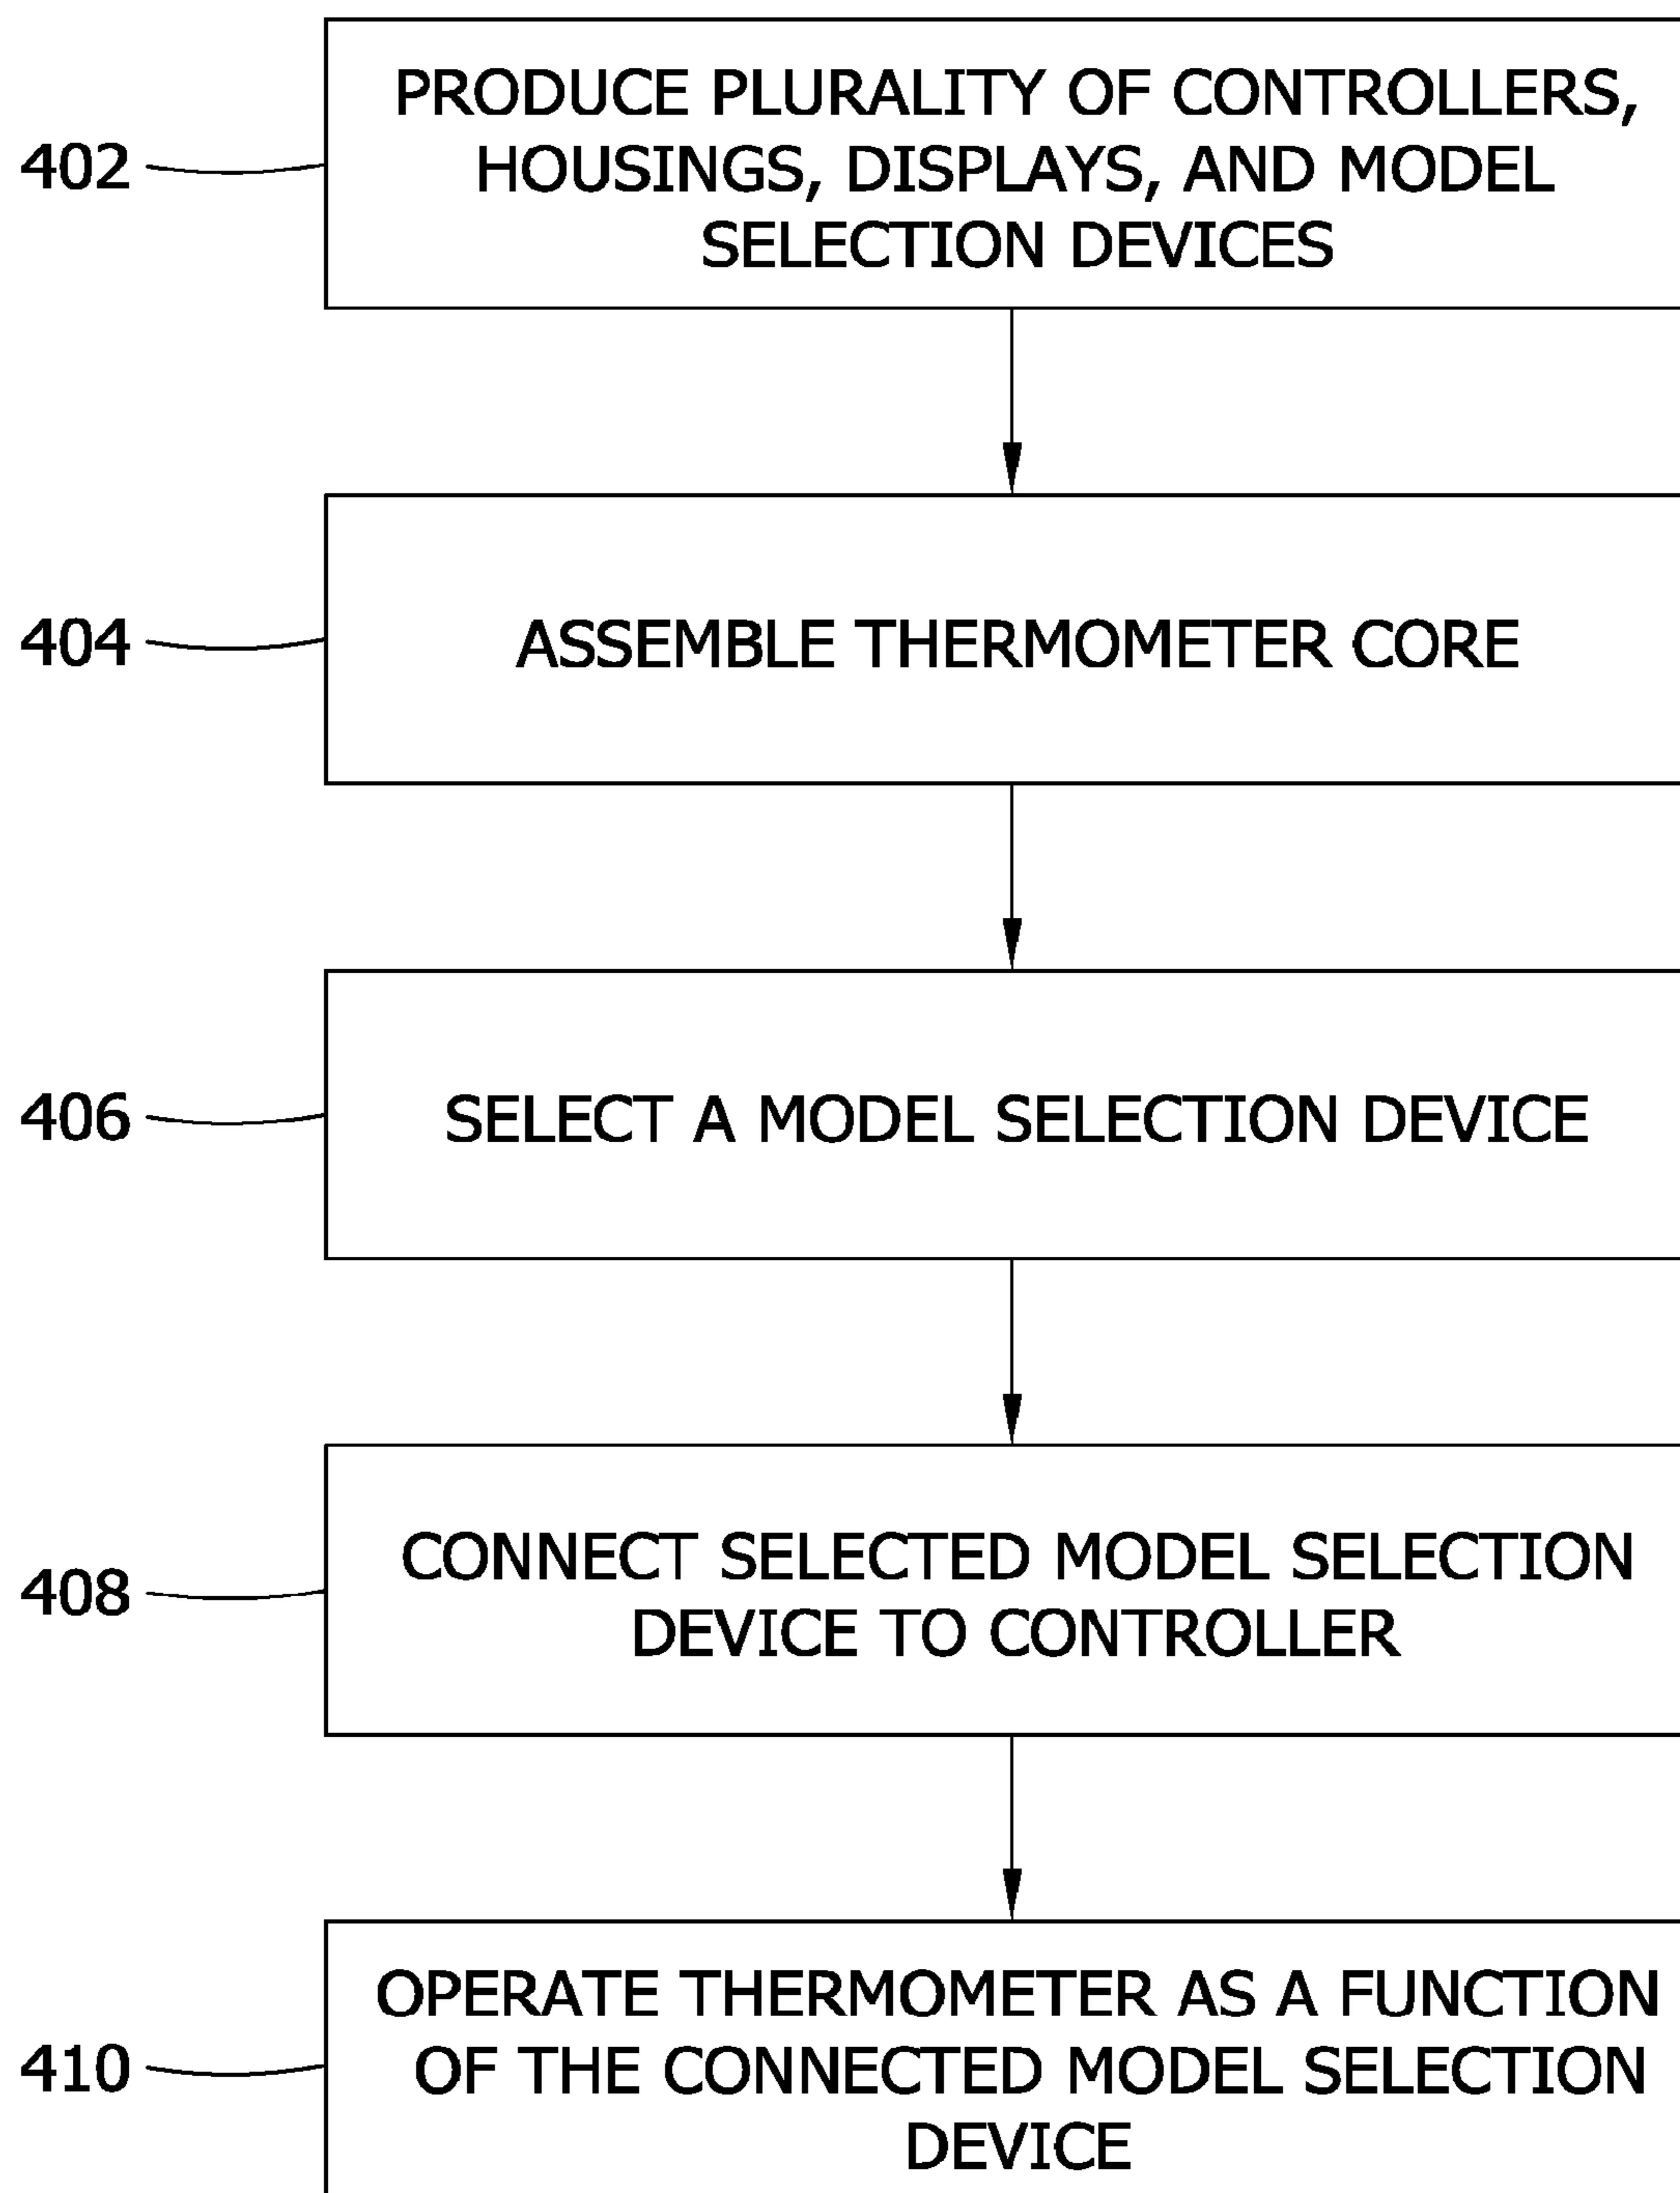 PRODUCE PLURALITY OF CONTROLLERS,
402
HOUSINGS, DISPLAYS, AND MODEL
SELECTION DEVICES
404
ASSEMBLE THERMOMETER CORE
406
SELECT A MODEL SELECTION DEVICE
CONNECT SELECTED MODEL SELECTION
408
DEVICE TO CONTROLLER
OPERATE THERMOMETER AS A FUNCTION
410
OF THE CONNECTED MODEL SELECTION
DEVICE